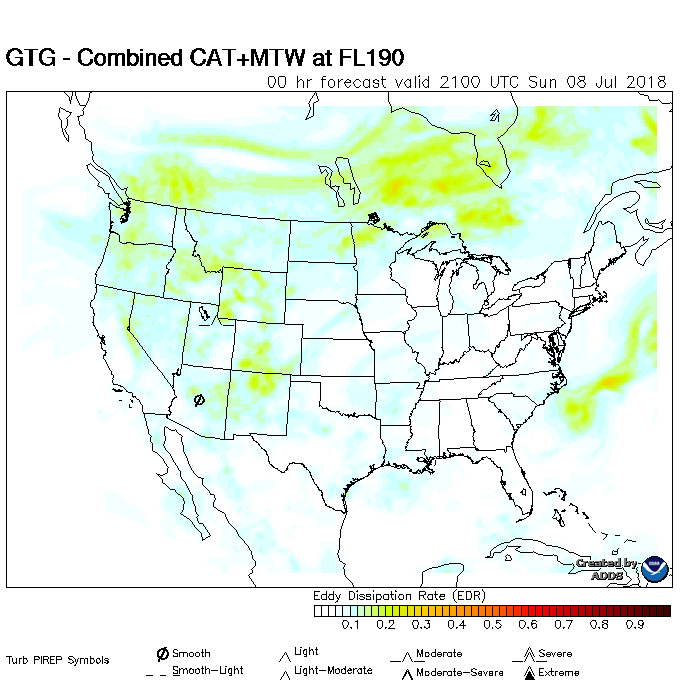 GTG - Combined CAT+MTW at FL190
00 hr forecast valid 2100 UTC Sun 08 Jul 2018
Created by
ADDS
Eddy Dissipation Rate (EDR)
0.1 0.2 0.3 0.4 0.5 0.6 0.7 0.8 0.9
Turb PIREP Symbols
Smooth Light Moderate Severe
Smooth-Light Light-Moderate Moderate-Severe Extreme